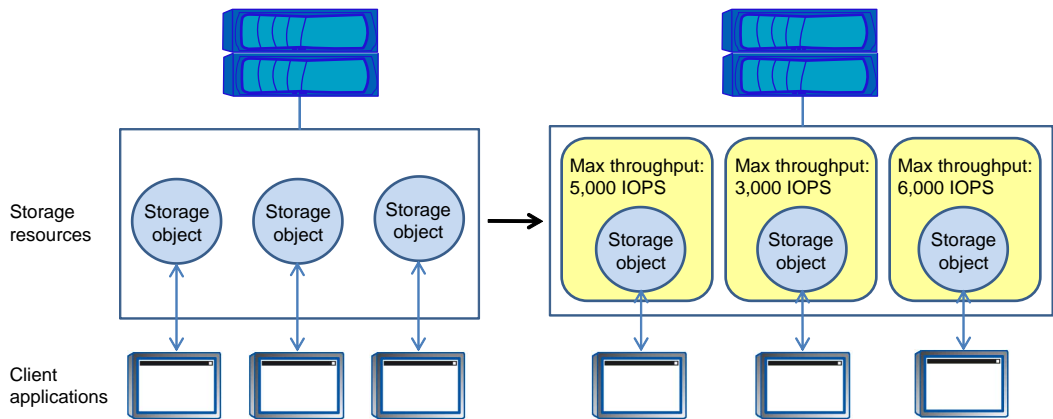 Max throughput:
5,000 IOPS
Max throughput:
3,000 IOPS
Max throughput:
6,000 IOPS
Storage
resources
Storage
object
Storage
object
Storage
object
Storage
object
Storage
object
Storage
object
Client
applications